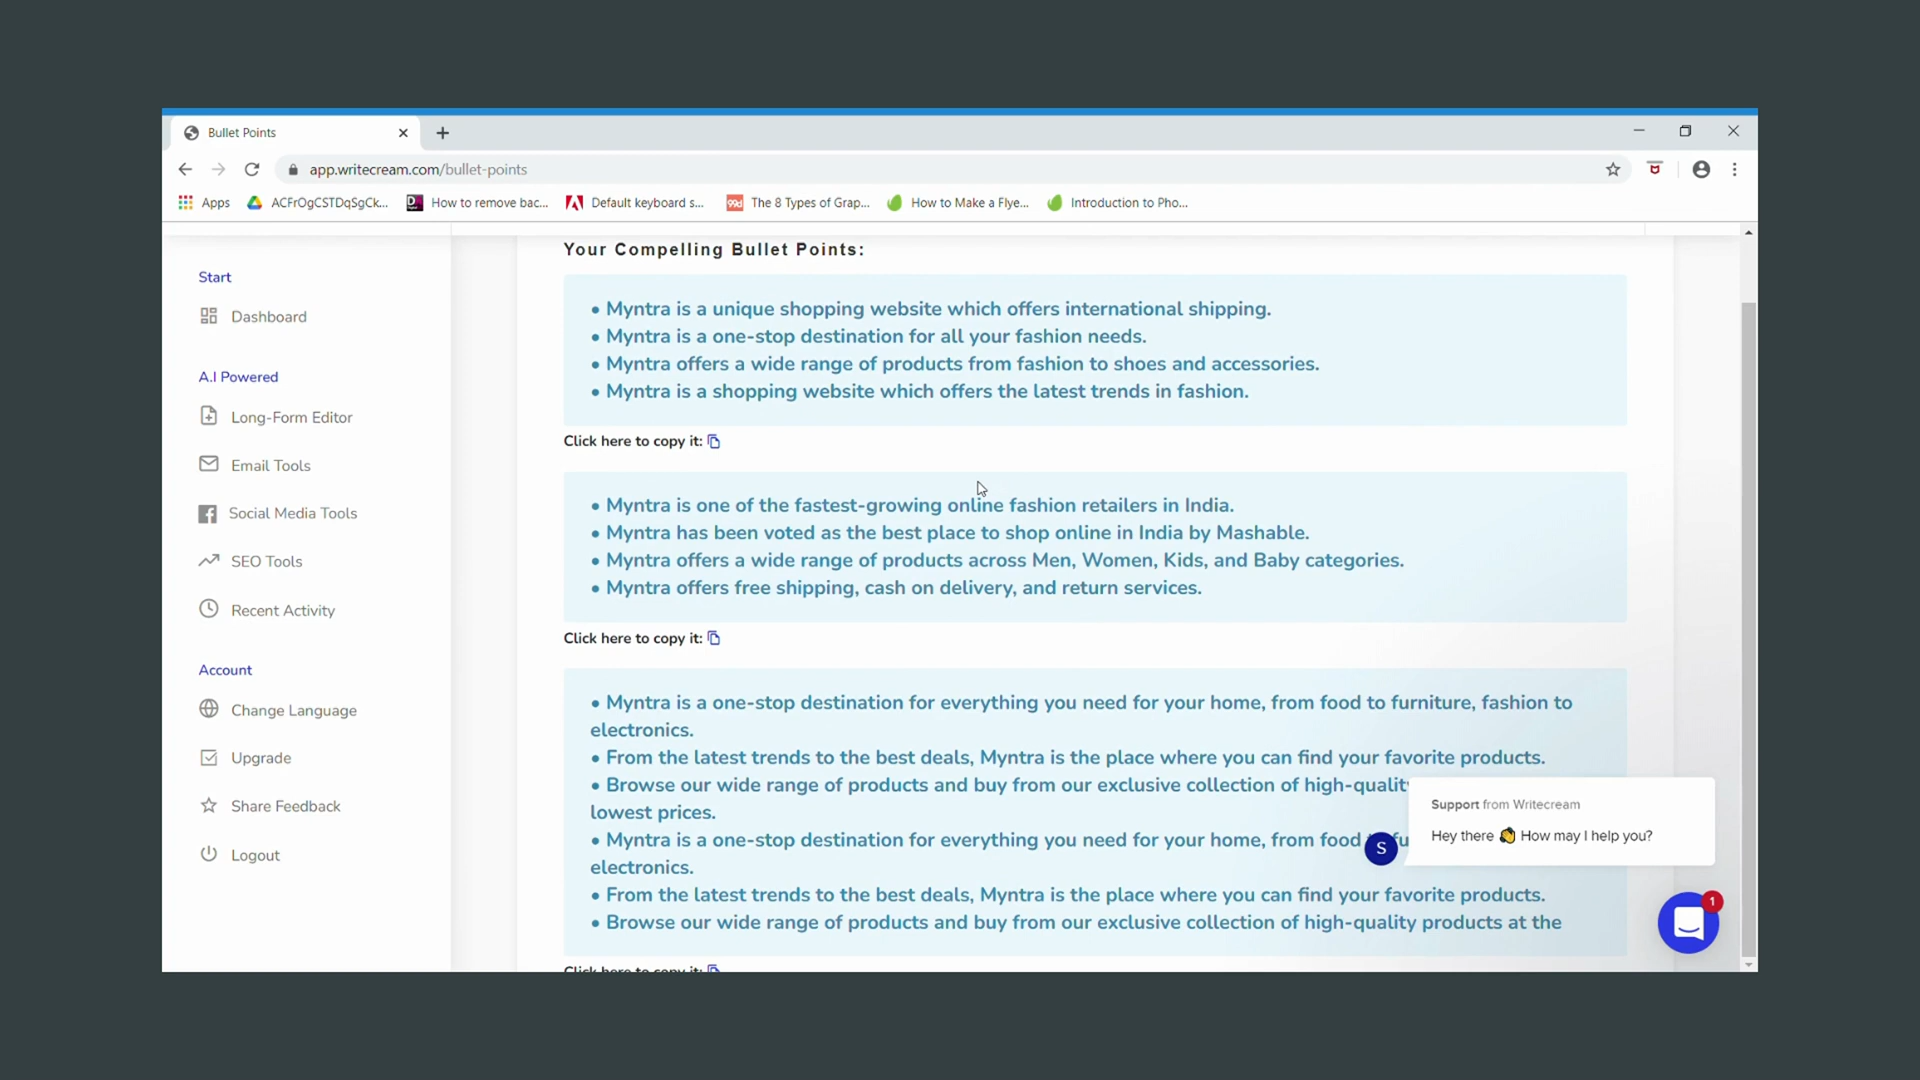 Bullet Points
app.writecream.com/bullet-points
Apps ACFrOgCSTDqSgCk... How to remove bac... Default keyboard s... 99d The 8 Types of Grap... How to Make a Flye... Introduction to Pho...
Start
Dashboard
A.I Powered
Long-Form Editor
Email Tools
Social Media Tools
SEO Tools
Recent Activity
Account
Change Language
Upgrade
Share Feedback
Logout
Your Compelling Bullet Points:
• Myntra is a unique shopping website which offers international shipping.
• Myntra is a one-stop destination for all your fashion needs.
• Myntra offers a wide range of products from fashion to shoes and accessories.
• Myntra is a shopping website which offers the latest trends in fashion.
Click here to copy it:
• Myntra is one of the fastest-growing online fashion retailers in India.
• Myntra has been voted as the best place to shop online in India by Mashable.
• Myntra offers a wide range of products across Men, Women, Kids, and Baby categories.
• Myntra offers free shipping, cash on delivery, and return services.
Click here to copy it:
• Myntra is a one-stop destination for everything you need for your home, from food to furniture, fashion to
electronics.
• From the latest trends to the best deals, Myntra is the place where you can find your favorite products.
• Browse our wide range of products and buy from our exclusive collection of high-quality
lowest prices.
• Myntra is a one-stop destination for everything you need for your home, from food
electronics.
• From the latest trends to the best deals, Myntra is the place where you can find your favorite products.
• Browse our wide range of products and buy from our exclusive collection of high-quality products at the
Click here to copy it:
Support from Writecream
Hey there 👋 How may I help you?
S
1